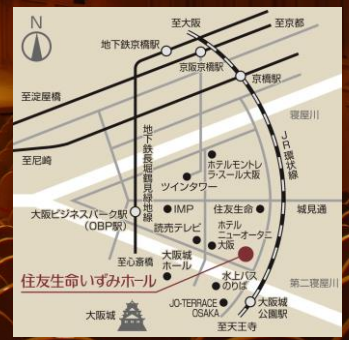 N
至大阪
至京都
地下鉄京橋駅
京阪京橋駅
京橋駅
至淀屋橋
寝屋川
至尼崎
地下鉄長堀鶴見緑地線
JR環状線
ホテルモントレ
ラ・スール大阪
ツインタワー
大阪ビジネスパーク駅
(OBP駅)
IMP
住友生命
城見通
読売テレビ
ホテル
ニューオータニ
大阪
至心斎橋
大阪城
ホール
住友生命いずみホール
水上バス
のりば
第二寝屋川
大阪城
JO-TERRACE
OSAKA
大阪城
公園駅
至天王寺